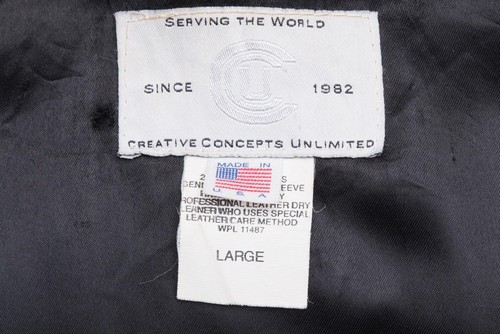 SERVING THE WORLD
SINCE 1982
CREATIVE CONCEPTS UNLIMITED
MADE IN
U S A
PROFESSIONAL LEATHER DRY
CLEANER WHO USES SPECIAL
LEATHER CARE METHOD
WPL 11487
LARGE